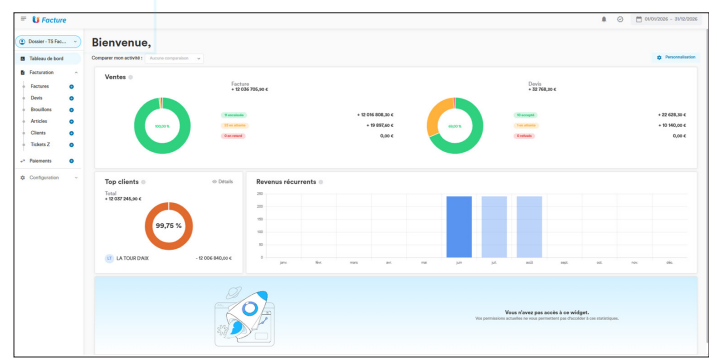 Facture
01/01/2026 - 31/12/2026
Dossier - Tii Fac...
Tableau de bord
Facturation
Factures
Devis
Brouillons
Articles
Clients
Tickets Z
Paiements
Configuration
Bienvenue,
Comparer mon activité :
Aucune comparaison
Personnalisation
Ventes
Facture
+ 12 036 705,90 €
+ 12 016 808,30 €
+ 19 897,60 €
0,00 €
Devis
+ 32 768,30 €
+ 22 628,30 €
+ 10 140,00 €
0,00 €
Top clients
Détails
Total
+ 12 037 245,90 €
99,75 %
LT LA TOUR D'AIX
- 12 006 840,00 €
Revenus récurrents
250
200
150
100
50
0
janv. févr. mars avr. mai juin juil. août sept. oct. nov. déc.
Vous n'avez pas accès à ce widget.
Vos permissions actuelles ne vous permettent pas d'accéder à ces statistiques.